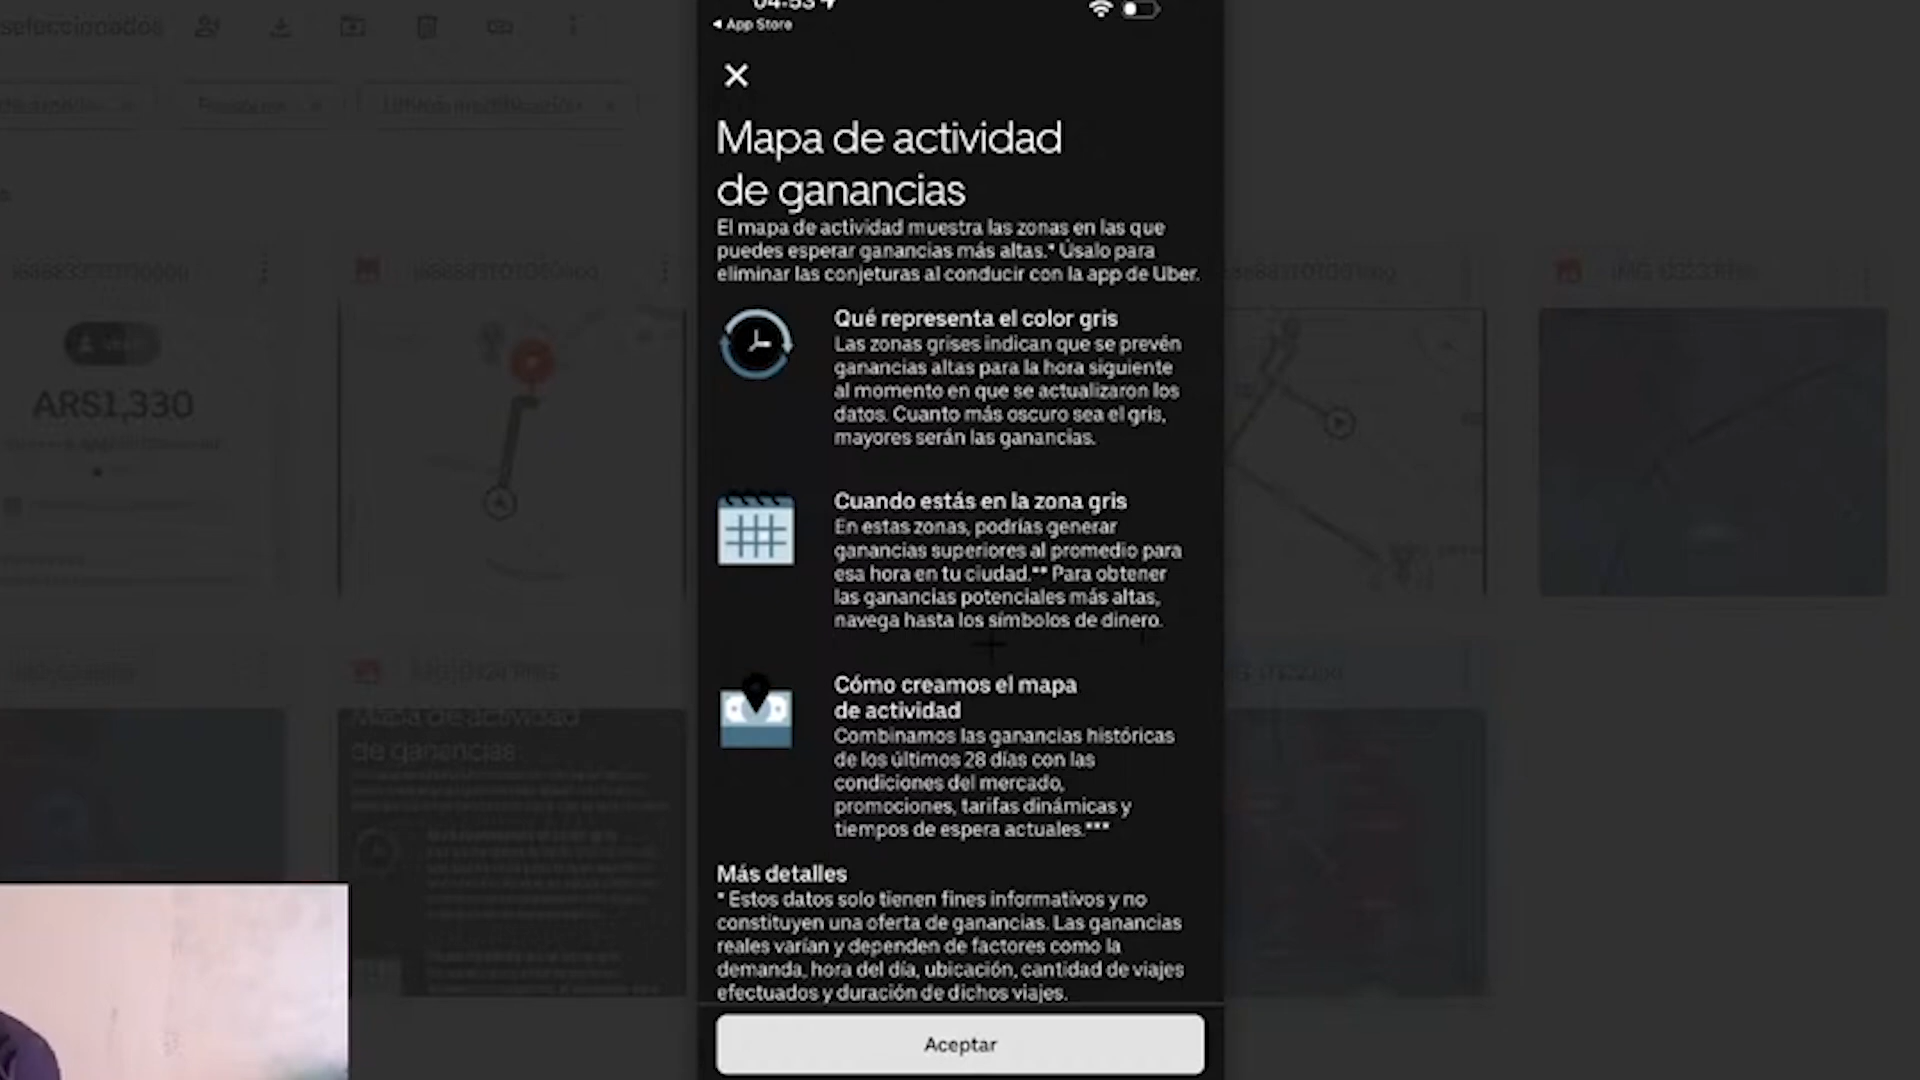 seleccionados
04:53
◂ App Store
Mapa de actividad
de ganancias
El mapa de actividad muestra las zonas en las que
puedes esperar ganancias más altas.* Úsalo para
eliminar las conjeturas al conducir con la app de Uber.
Qué representa el color gris
Las zonas grises indican que se prevén
ganancias altas para la hora siguiente
al momento en que se actualizaron los
datos. Cuanto más oscuro sea el gris,
mayores serán las ganancias.
Cuando estás en la zona gris
En estas zonas, podrías generar
ganancias superiores al promedio para
esa hora en tu ciudad.** Para obtener
las ganancias potenciales más altas,
navega hasta los símbolos de dinero.
Cómo creamos el mapa
de actividad
Combinamos las ganancias históricas
de los últimos 28 días con las
condiciones del mercado,
promociones, tarifas dinámicas y
tiempos de espera actuales.***
Más detalles
* Estos datos solo tienen fines informativos y no
constituyen una oferta de ganancias. Las ganancias
reales varían y dependen de factores como la
demanda, hora del día, ubicación, cantidad de viajes
efectuados y duración de dichos viajes.
Aceptar
ARS1,330
Mapa de actividad
de ganancias